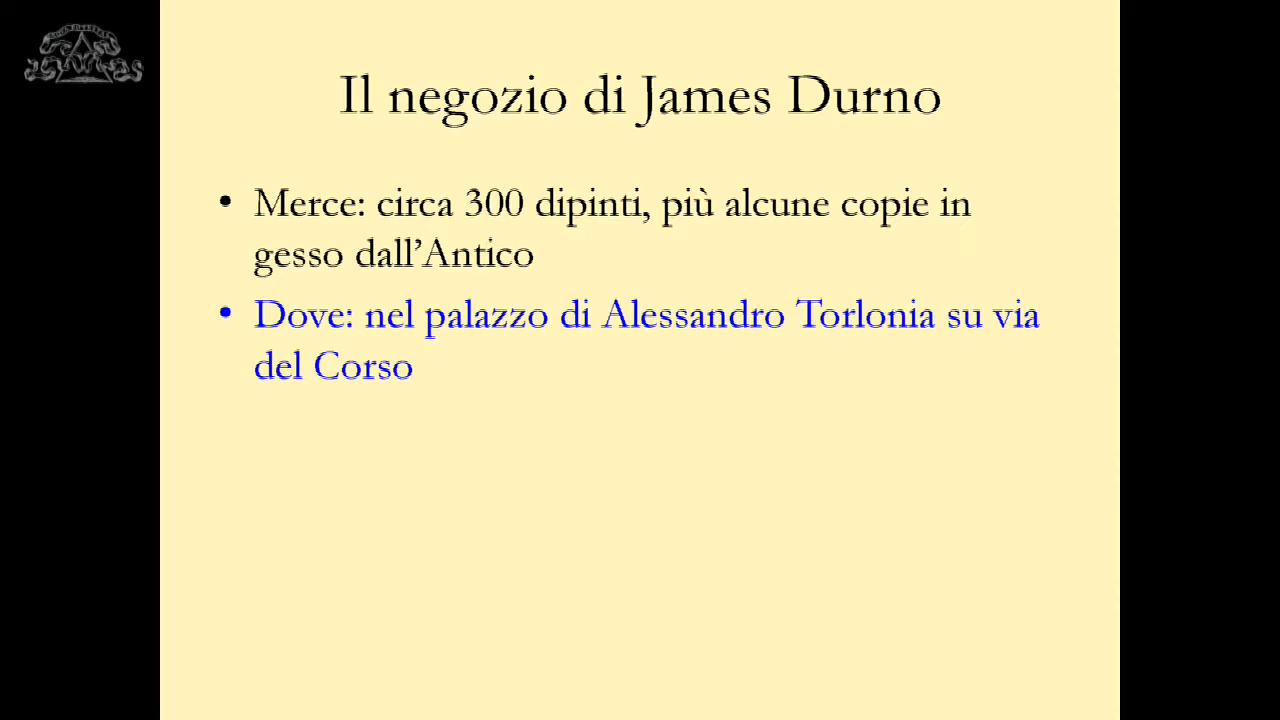 Il negozio di James Durno
• Merce: circa 300 dipinti, più alcune copie in
gesso dall’Antico
• Dove: nel palazzo di Alessandro Torlonia su via
del Corso